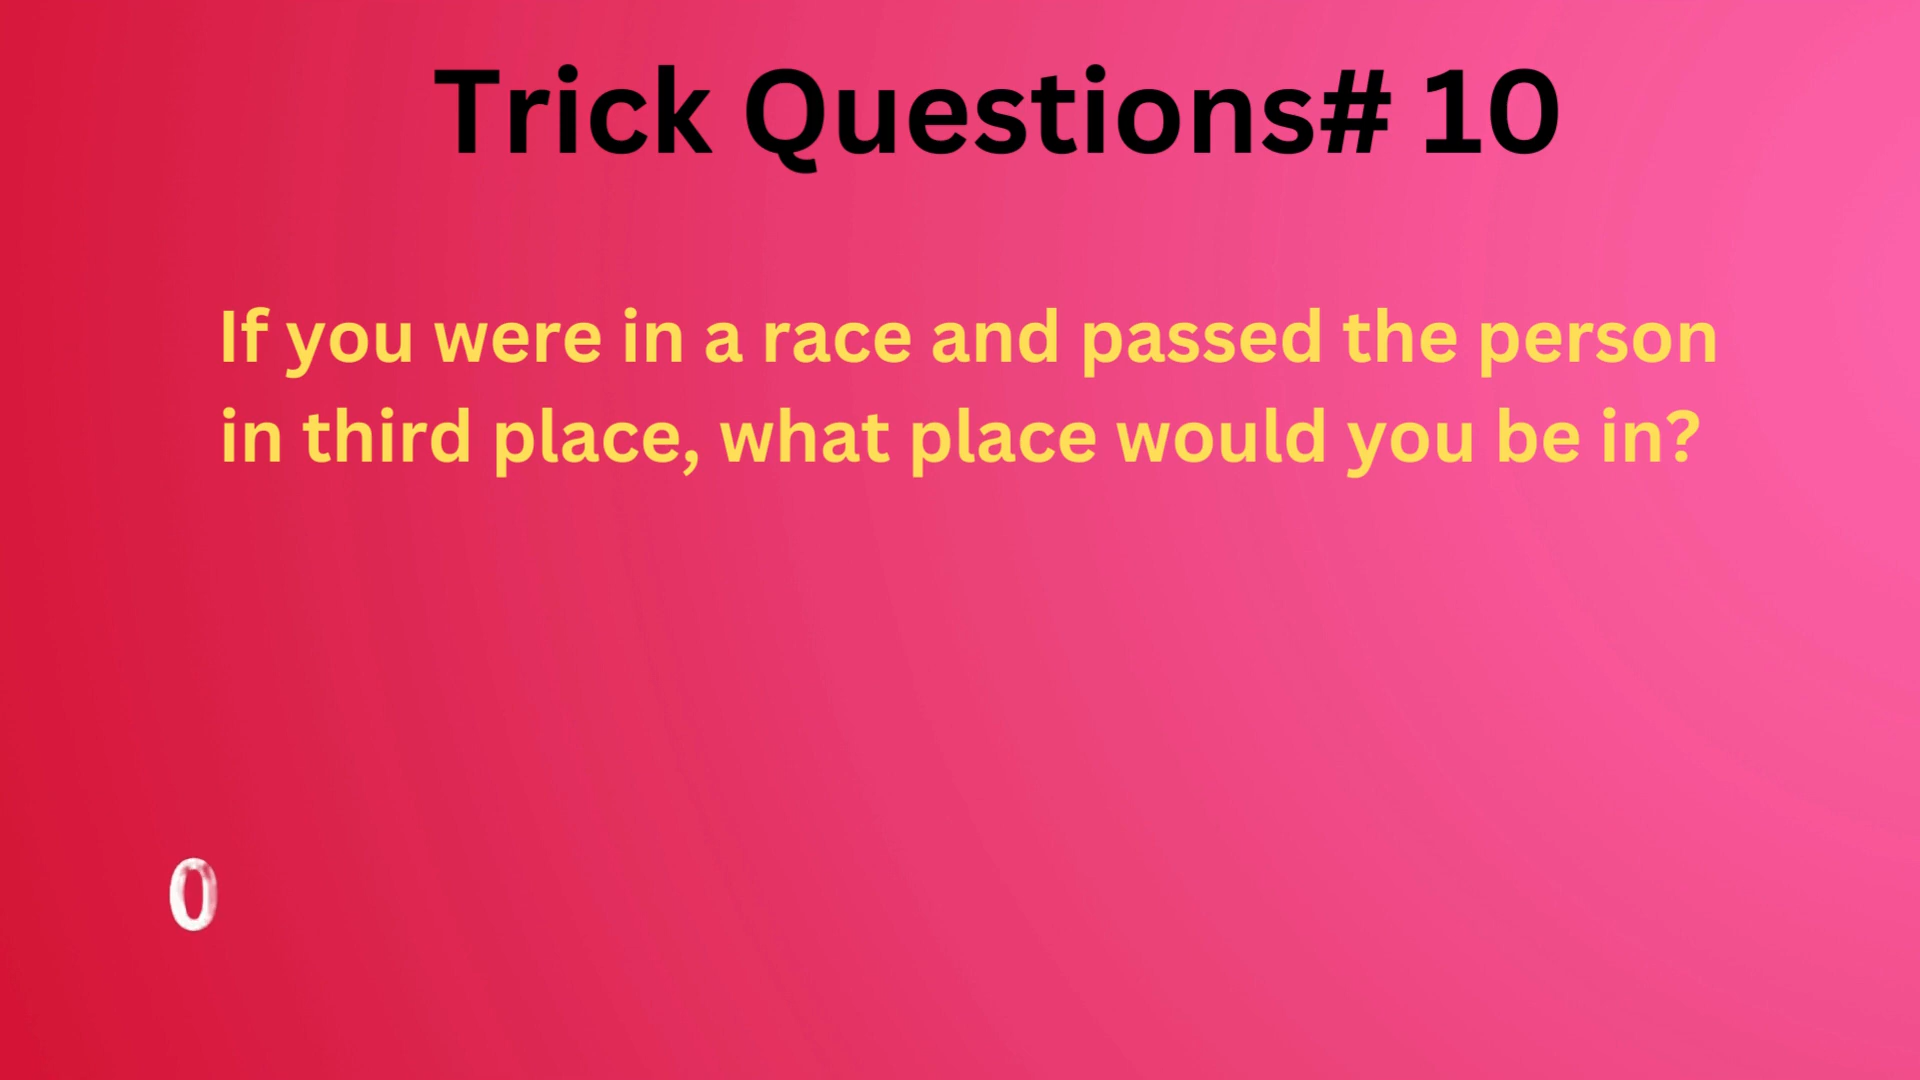 Trick Questions# 10
If you were in a race and passed the person
in third place, what place would you be in?
0